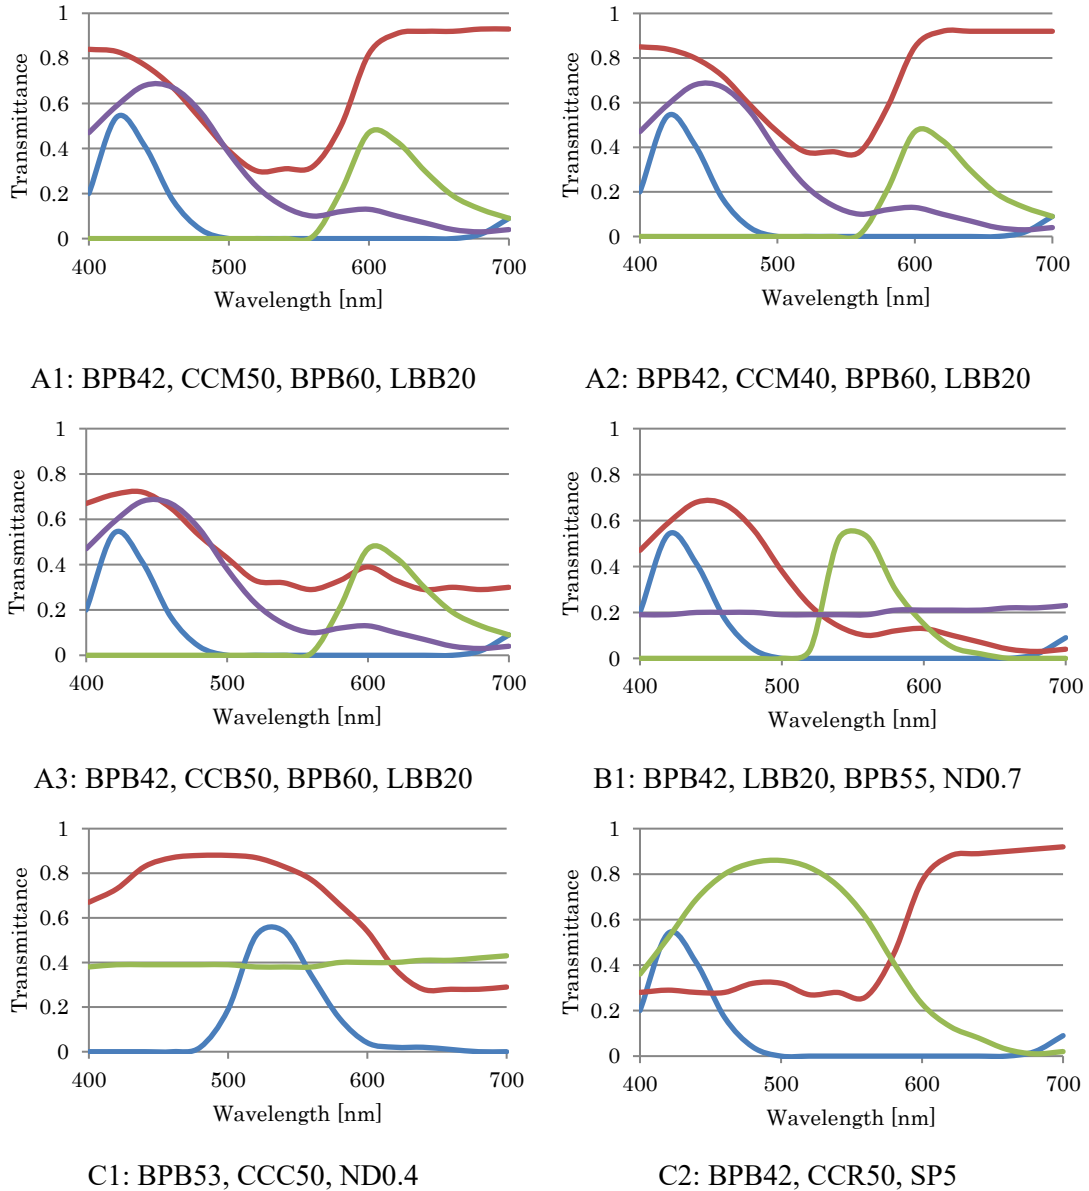 1
0.8
0.6
0.4
0.2
0
Transmittance
400 500 600 700
Wavelength [nm]
A1: BPB42, CCM50, BPB60, LBB20
1
0.8
0.6
0.4
0.2
0
Transmittance
400 500 600 700
Wavelength [nm]
A2: BPB42, CCM40, BPB60, LBB20
1
0.8
0.6
0.4
0.2
0
Transmittance
400 500 600 700
Wavelength [nm]
A3: BPB42, CCB50, BPB60, LBB20
1
0.8
0.6
0.4
0.2
0
Transmittance
400 500 600 700
Wavelength [nm]
B1: BPB42, LBB20, BPB55, ND0.7
1
0.8
0.6
0.4
0.2
0
Transmittance
400 500 600 700
Wavelength [nm]
C1: BPB53, CCC50, ND0.4
1
0.8
0.6
0.4
0.2
0
Transmittance
400 500 600 700
Wavelength [nm]
C2: BPB42, CCR50, SP5